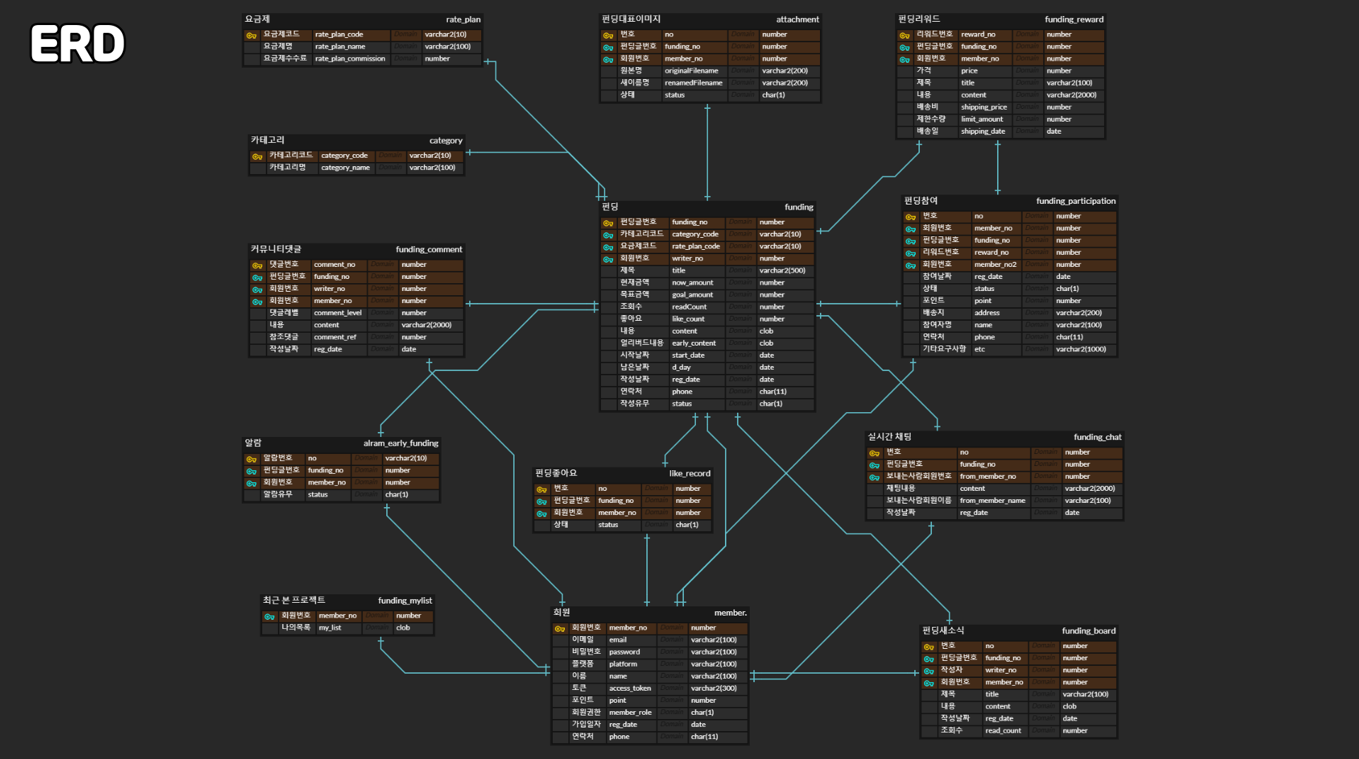 ERD
요금제 rate_plan
요금제코드 rate_plan_code Domain varchar2(10)
요금제명 rate_plan_name Domain varchar2(100)
요금제수수료 rate_plan_commission Domain number
펀딩대표이미지 attachment
번호 no Domain number
펀딩글번호 funding_no Domain number
회원번호 member_no Domain number
원본명 originalFilename Domain varchar2(200)
새이름명 renamedFilename Domain varchar2(200)
상태 status Domain char(1)
펀딩리워드 funding_reward
리워드번호 reward_no Domain number
펀딩글번호 funding_no Domain number
회원번호 member_no Domain number
가격 price Domain number
제목 title Domain varchar2(100)
내용 content Domain varchar2(2000)
배송비 shipping_price Domain number
제한수량 limit_amount Domain number
배송일 shipping_date Domain date
카테고리 category
카테고리코드 category_code Domain varchar2(10)
카테고리명 category_name Domain varchar2(100)
펀딩 funding
펀딩글번호 funding_no Domain number
카테고리코드 category_code Domain varchar2(10)
요금제코드 rate_plan_code Domain varchar2(10)
회원번호 writer_no Domain number
제목 title Domain varchar2(500)
현재금액 now_amount Domain number
목표금액 goal_amount Domain number
조회수 readCount Domain number
좋아요 like_count Domain number
내용 content Domain clob
얼리버드내용 early_content Domain clob
시작날짜 start_date Domain date
남은날짜 d_day Domain date
작성날짜 reg_date Domain date
연락처 phone Domain char(11)
작성유무 status Domain char(1)
펀딩참여 funding_participation
번호 no Domain number
회원번호 member_no Domain number
펀딩글번호 funding_no Domain number
리워드번호 reward_no Domain number
회원번호 member_no2 Domain number
참여날짜 reg_date Domain date
상태 status Domain char(1)
포인트 point Domain number
배송지 address Domain varchar2(200)
참여자명 name Domain varchar2(100)
연락처 phone Domain char(11)
기타요구사항 etc Domain varchar2(1000)
커뮤니티댓글 funding_comment
댓글번호 comment_no Domain number
펀딩글번호 funding_no Domain number
회원번호 writer_no Domain number
회원번호 member_no Domain number
댓글레벨 comment_level Domain number
내용 content Domain varchar2(2000)
참조댓글 comment_ref Domain number
작성날짜 reg_date Domain date
알람 alram_early_funding
알람번호 no Domain varchar2(10)
펀딩글번호 funding_no Domain number
회원번호 member_no Domain number
알람유무 status Domain char(1)
펀딩좋아요 like_record
번호 no Domain number
펀딩글번호 funding_no Domain number
회원번호 member_no Domain number
상태 status Domain char(1)
실시간 채팅 funding_chat
번호 no Domain number
펀딩글번호 funding_no Domain number
보내는사람회원번호 from_member_no Domain number
채팅내용 content Domain varchar2(2000)
보내는사람회원이름 from_member_name Domain varchar2(100)
작성날짜 reg_date Domain date
최근 본 프로젝트 funding_mylist
회원번호 member_no Domain number
나의목록 my_list Domain clob
회원 member.
회원번호 member_no Domain number
이메일 email Domain varchar2(100)
비밀번호 password Domain varchar2(100)
플랫폼 platform Domain varchar2(100)
이름 name Domain varchar2(100)
토큰 access_token Domain varchar2(300)
포인트 point Domain number
회원권한 member_role Domain char(1)
가입일자 reg_date Domain date
연락처 phone Domain char(11)
펀딩새소식 funding_board
번호 no Domain number
펀딩글번호 funding_no Domain number
작성자 writer_no Domain number
회원번호 member_no Domain number
제목 title Domain varchar2(100)
내용 content Domain clob
작성날짜 reg_date Domain date
조회수 read_count Domain number